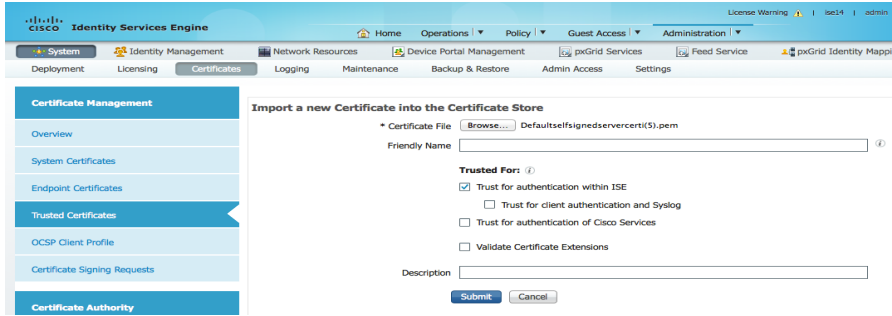 License Warning | ise14 | admin
cisco Identity Services Engine
Home Operations | Policy | Guest Access | Administration |
System Identity Management Network Resources Device Portal Management pxGrid Services Feed Service pxGrid Identity Mappi
Deployment Licensing Certificates Logging Maintenance Backup & Restore Admin Access Settings
Certificate Management
Overview
System Certificates
Endpoint Certificates
Trusted Certificates
OCSP Client Profile
Certificate Signing Requests
Certificate Authority
Import a new Certificate into the Certificate Store
* Certificate File Browse... Defaultselfsignedservercerti(5).pem
Friendly Name
Trusted For:
Trust for authentication within ISE
Trust for client authentication and Syslog
Trust for authentication of Cisco Services
Validate Certificate Extensions
Description
Submit Cancel